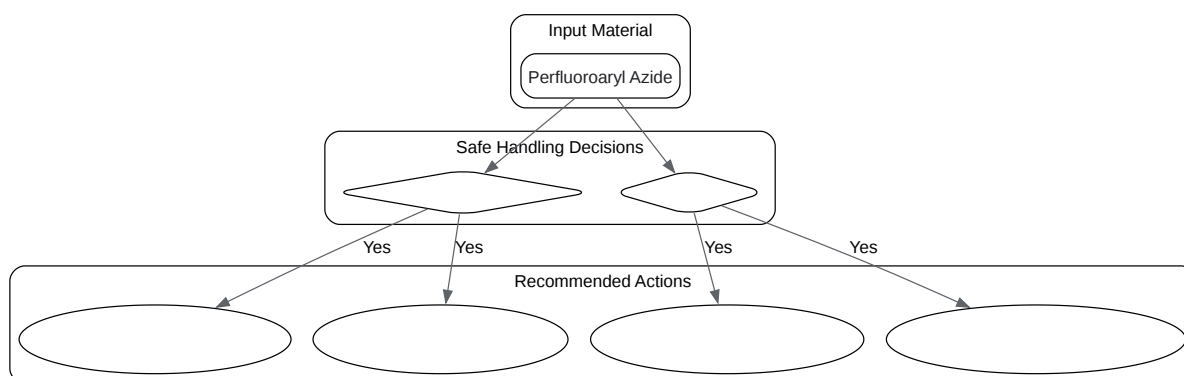 Input Material
Perfluoroaryl Azide
Safe Handling Decisions
Yes
Yes
Yes
Yes
Recommended Actions